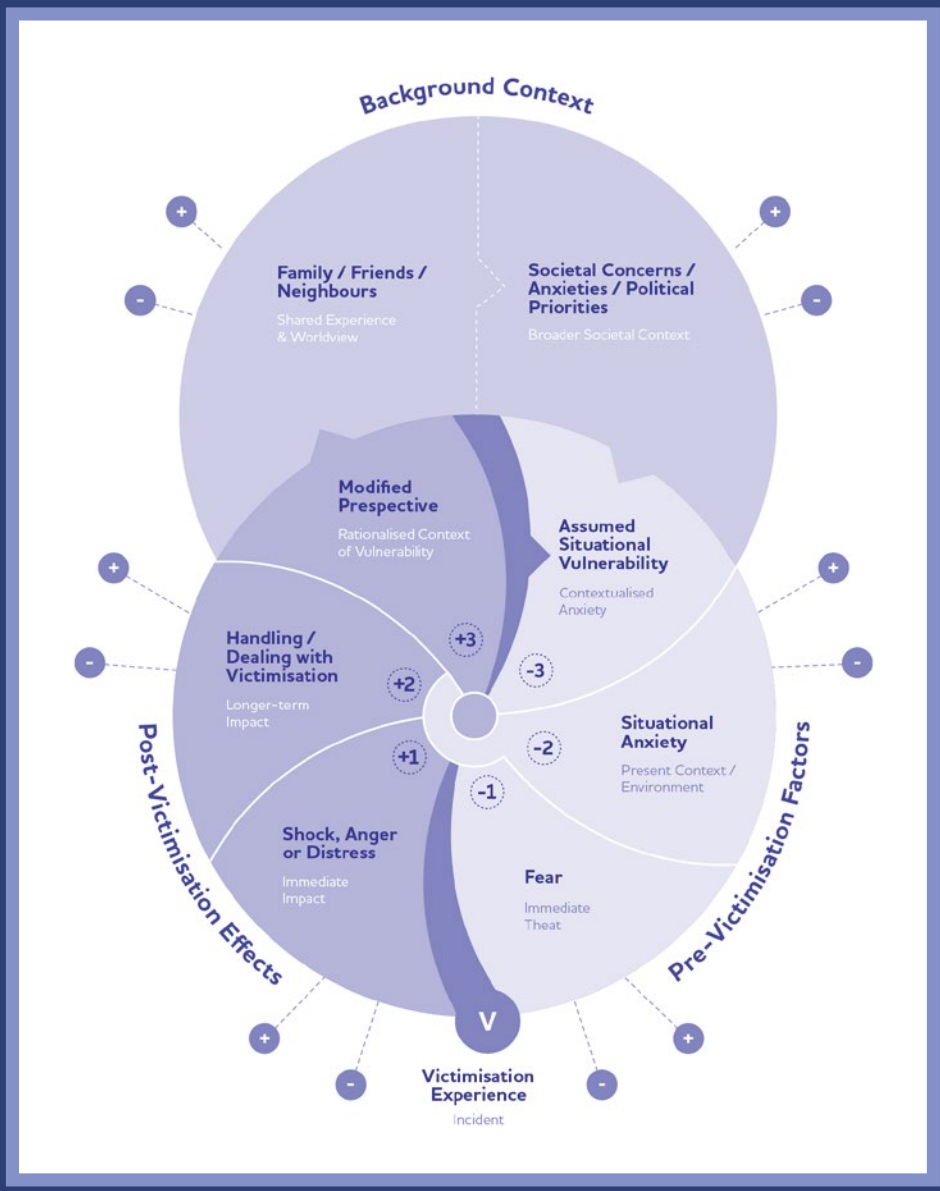 Background Context
+
+
-
-
Family / Friends /
Neighbours
Shared Experience
& Worldview
Societal Concerns /
Anxieties / Political
Priorities
Broader Societal Context
Modified
Prespective
Rationalised Context
of Vulnerability
Assumed
Situational
Vulnerability
Contextualised
Anxiety
+
+
-
-
Handling /
Dealing with
Victimisation
Longer-term
Impact
+3
-3
+2
-2
+1
-1
Situational
Anxiety
Present Context /
Environment
Shock, Anger
or Distress
Immediate
Impact
Fear
Immediate
Theat
Post-Victimisation Effects
Pre-Victimisation Factors
V
+
+
-
-
Victimisation
Experience
Incident